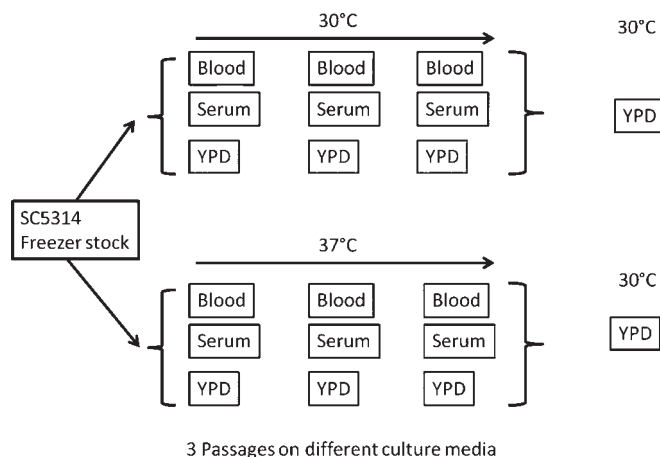 30°C
30°C
Blood Blood Blood
Serum Serum Serum
YPD
YPD YPD YPD
SC5314
Freezer stock
37°C
30°C
Blood Blood Blood
Serum Serum Serum
YPD
YPD YPD YPD
3 Passages on different culture media